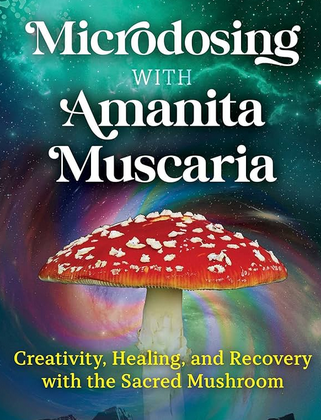 Microdosing
WITH
Amanita
Muscaria
Creativity, Healing, and Recovery
with the Sacred Mushroom